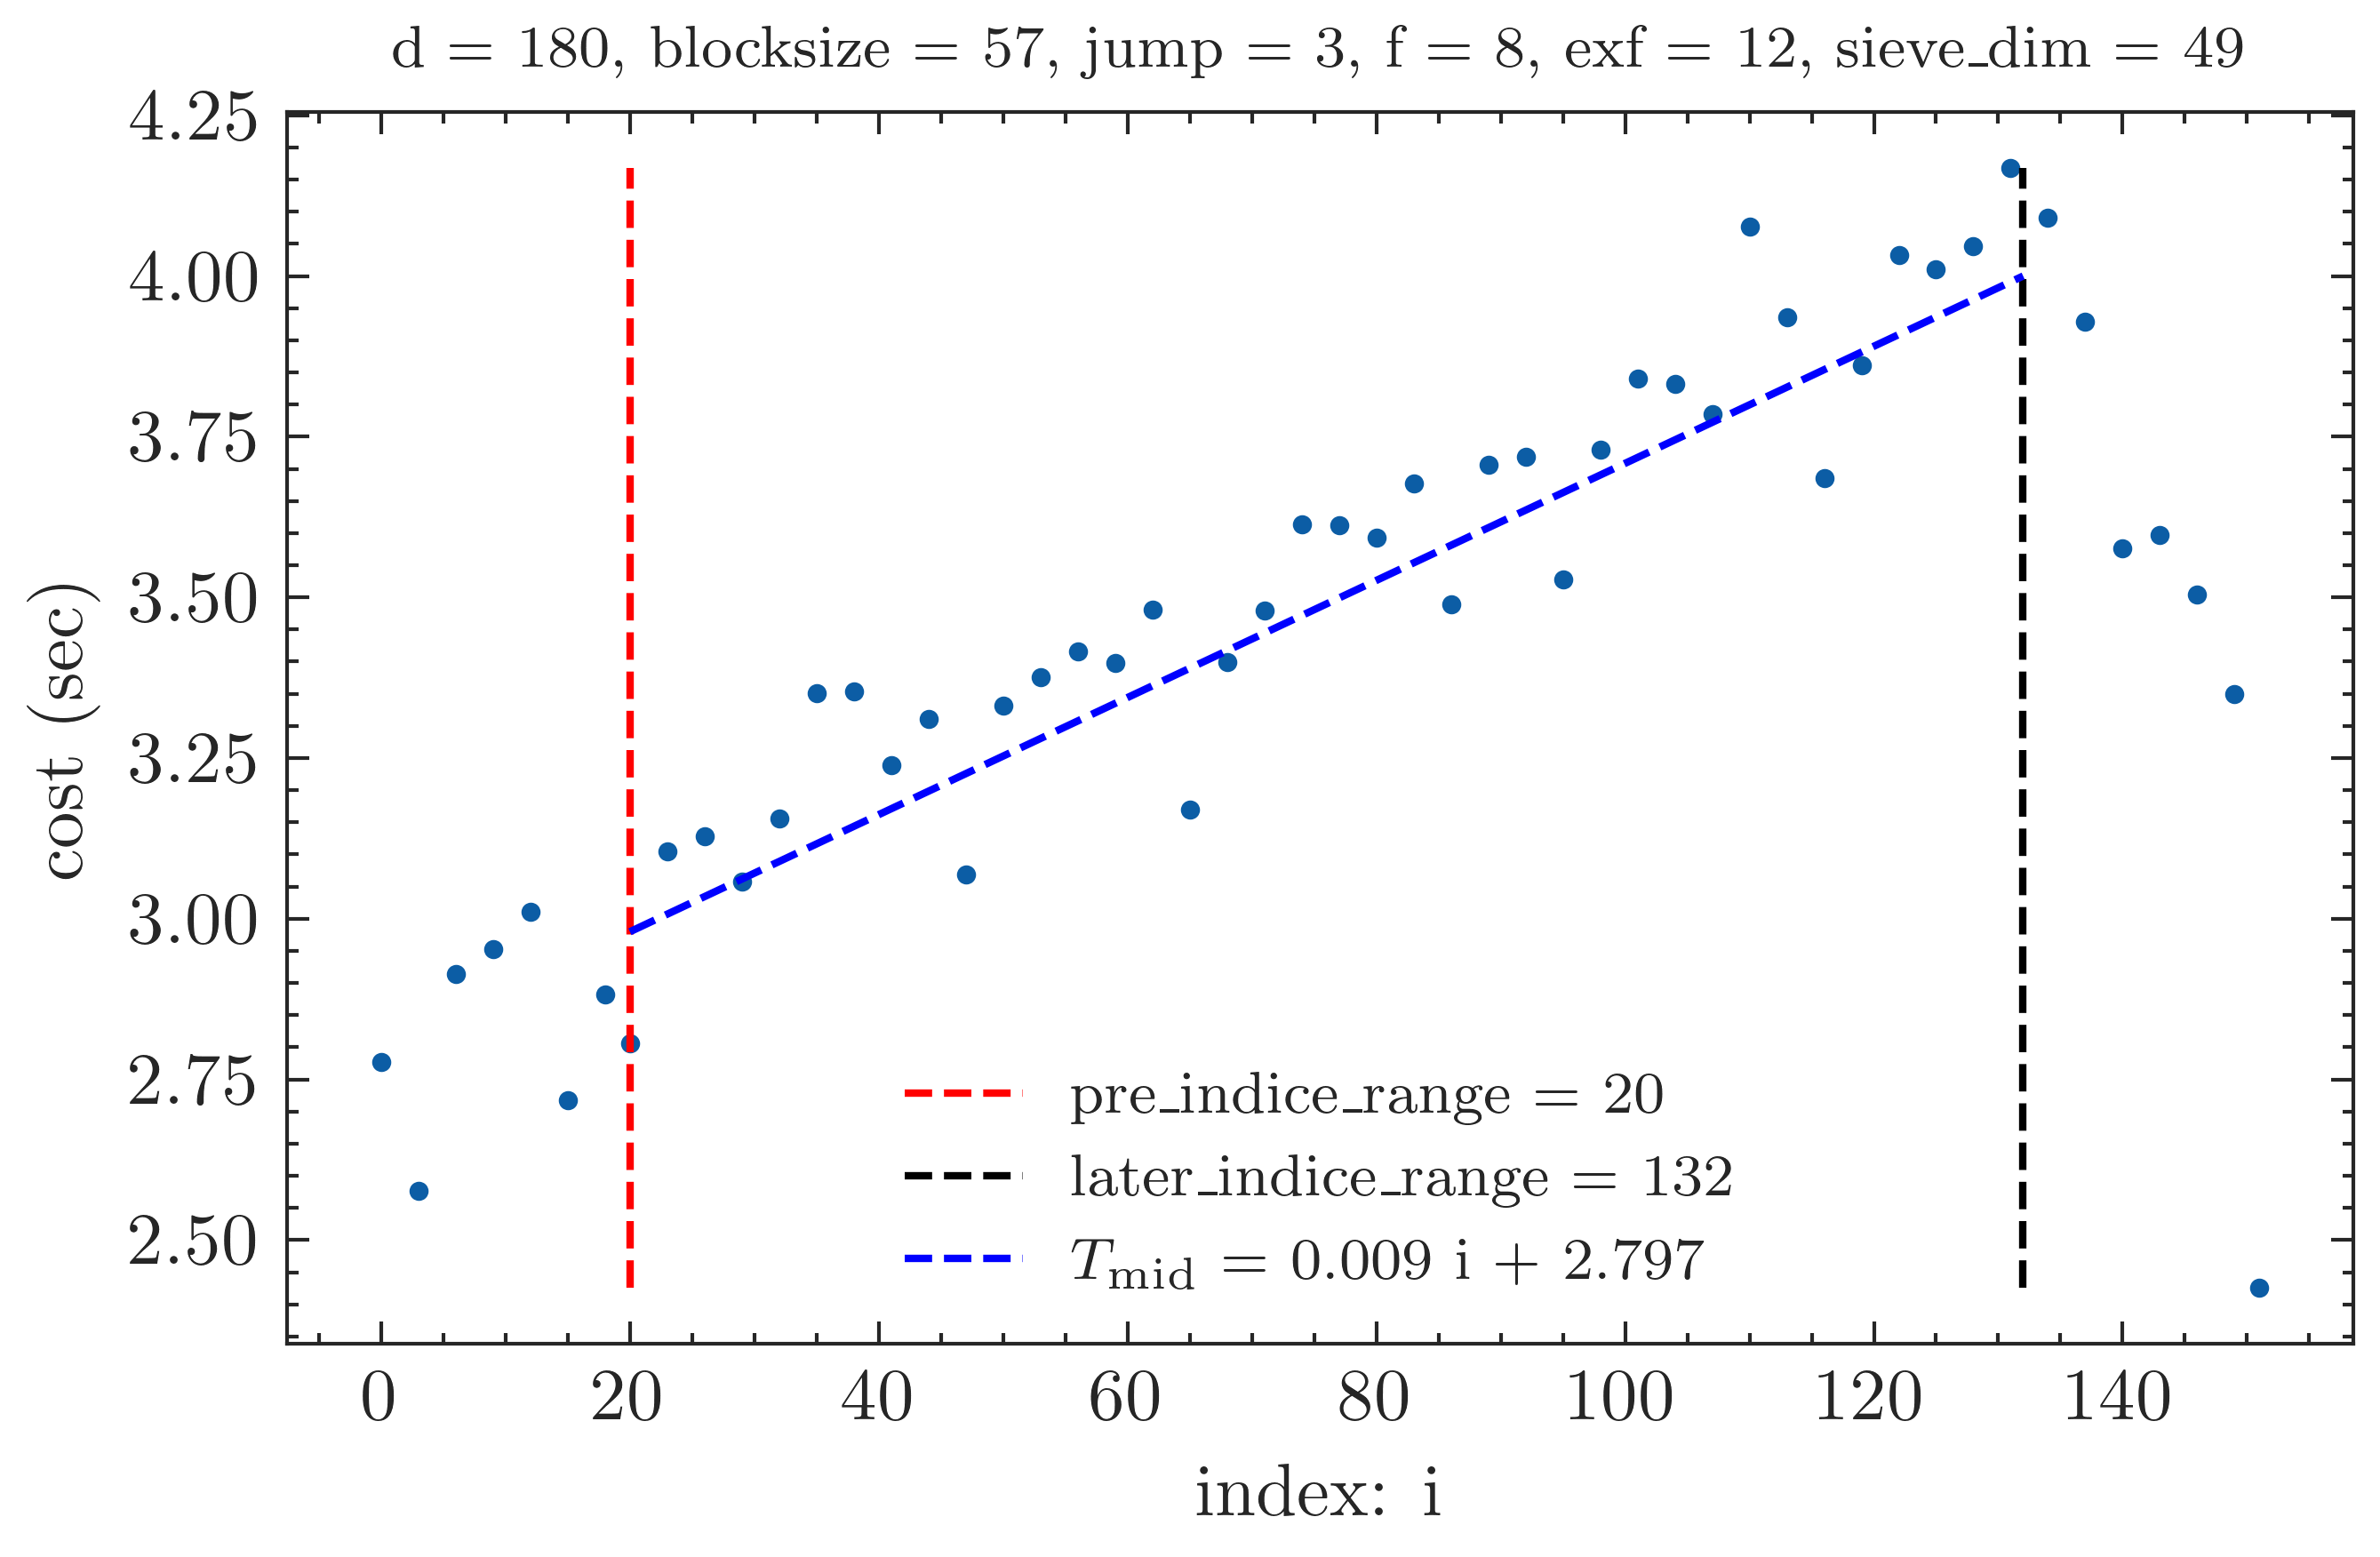 d = 180, blocksize = 57, jump = 3, f = 8, exf = 12, sieve_dim = 49
4.25
4.00
3.75
3.50
3.25
3.00
2.75
2.50
cost (sec)
pre_indice_range = 20
later_indice_range = 132
T_mid = 0.009 i + 2.797
0 20 40 60 80 100 120 140
index: i